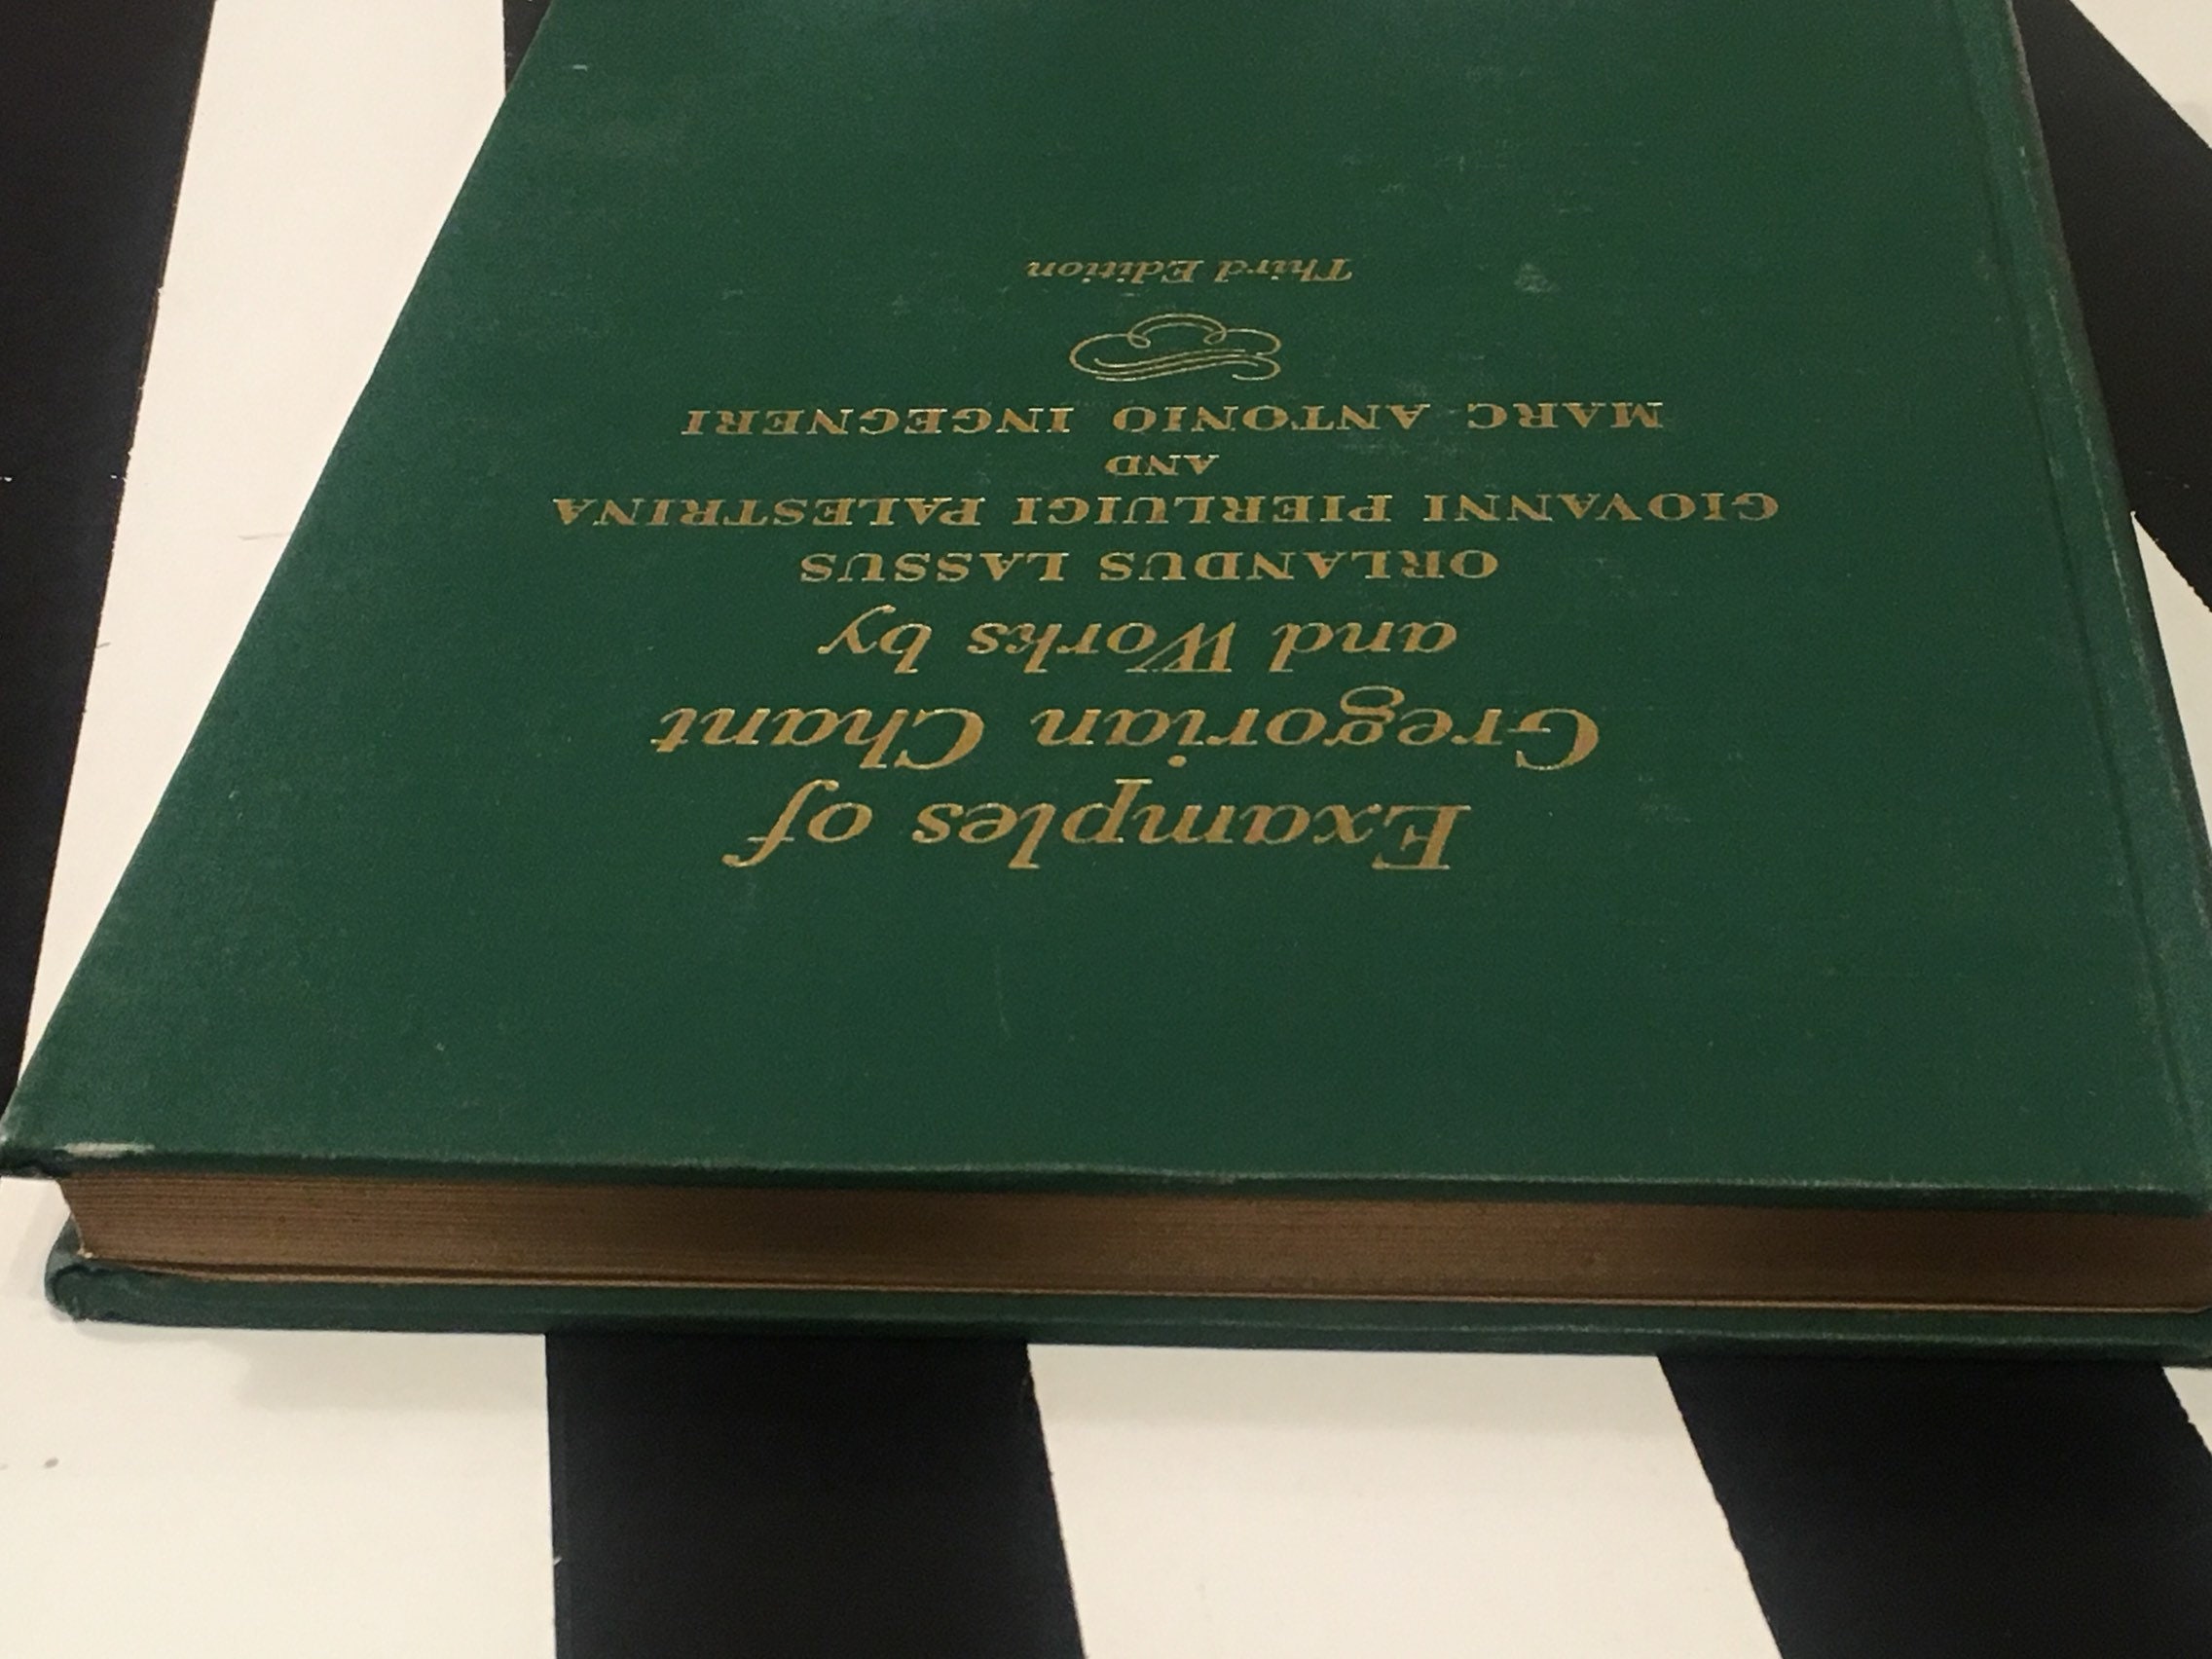 Examples of
Gregorian Chant
and Works by
ORLANDUS LASSUS
GIOVANNI PIERLUIGI PALESTRINA
AND
MARC ANTONIO INGEGNERI
Third Edition